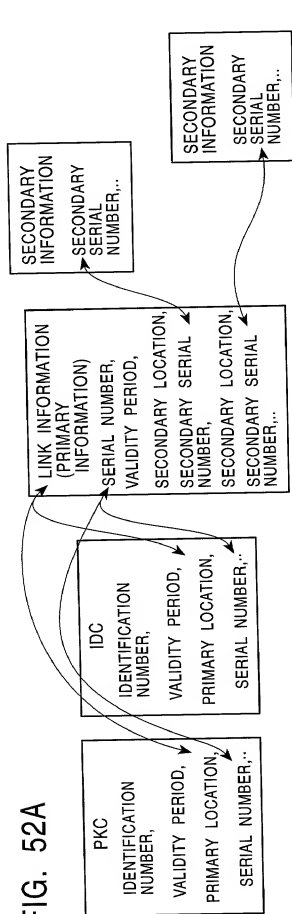 FIG. 52A
PKC
IDENTIFICATION
NUMBER,
VALIDITY PERIOD,
PRIMARY LOCATION,
SERIAL NUMBER,..
IDC
IDENTIFICATION
NUMBER,
VALIDITY PERIOD,
PRIMARY LOCATION,
SERIAL NUMBER,..
LINK INFORMATION
(PRIMARY
INFORMATION)
SERIAL NUMBER,
VALIDITY PERIOD,
SECONDARY LOCATION,
SECONDARY SERIAL
NUMBER,
SECONDARY LOCATION,
SECONDARY SERIAL
NUMBER,..
SECONDARY
INFORMATION
SECONDARY
SERIAL
NUMBER,..
SECONDARY
INFORMATION
SECONDARY
SERIAL
NUMBER,..